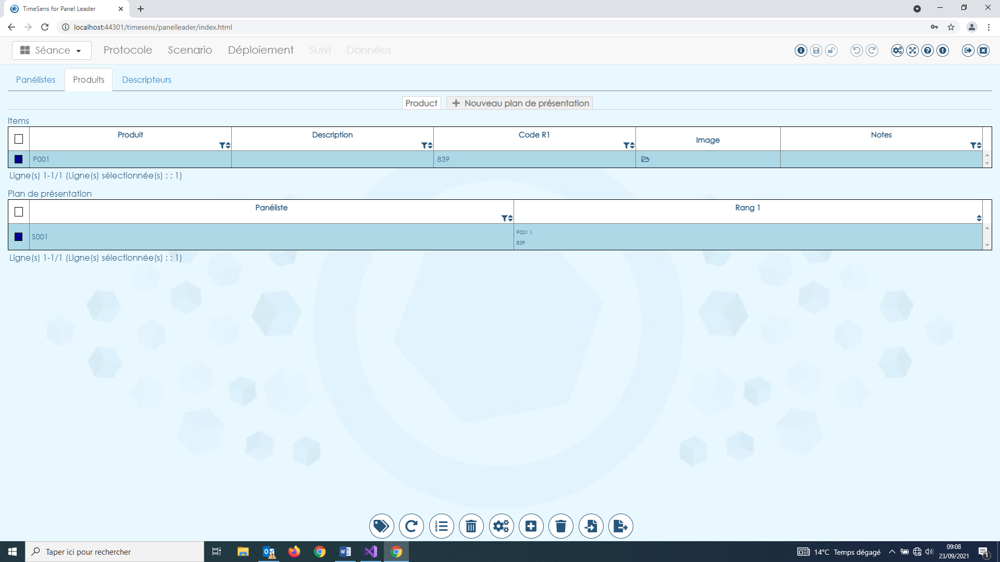 TimeSens for Panel Leader
localhost:44301/timesens/panelleader/index.html
Séance Protocole Scenario Déploiement Suivi Données
Panélistes Produits Descripteurs
Product Nouveau plan de présentation
Items
Produit Description Code R1 Image Notes
P001 839
Ligne(s) 1-1/1 (Ligne(s) sélectionnée(s) : : 1)
Plan de présentation
Panéliste Rang 1
S001 P001 1
839
Ligne(s) 1-1/1 (Ligne(s) sélectionnée(s) : : 1)
Taper ici pour rechercher
14°C Temps dégagé
09:08
23/09/2021
1